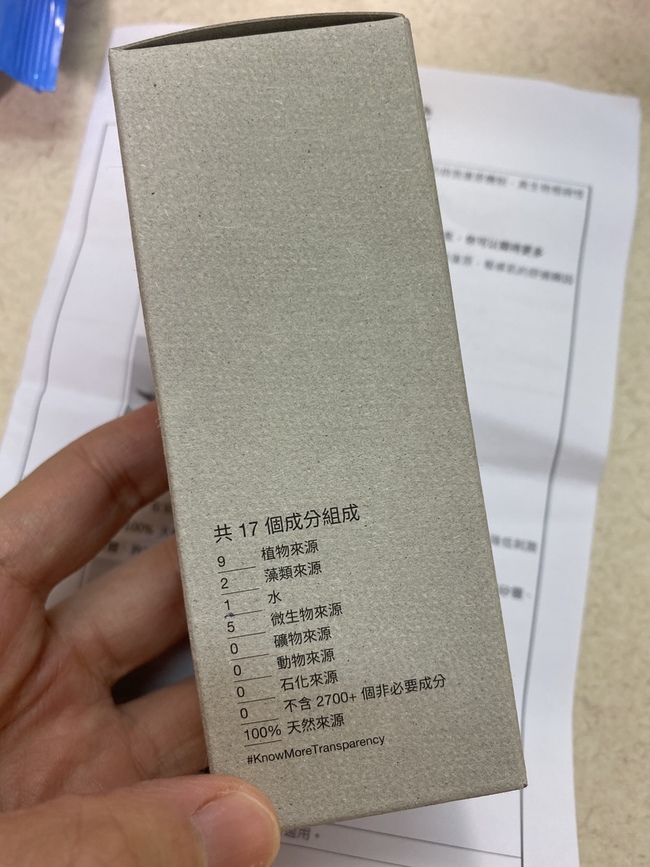 共 17 個成分組成
9 植物來源
2 藻類來源
1 水
5 微生物來源
0 礦物來源
0 動物來源
0 石化來源
0 不含 2700+ 個非必要成分
100% 天然來源
#KnowMoreTransparency